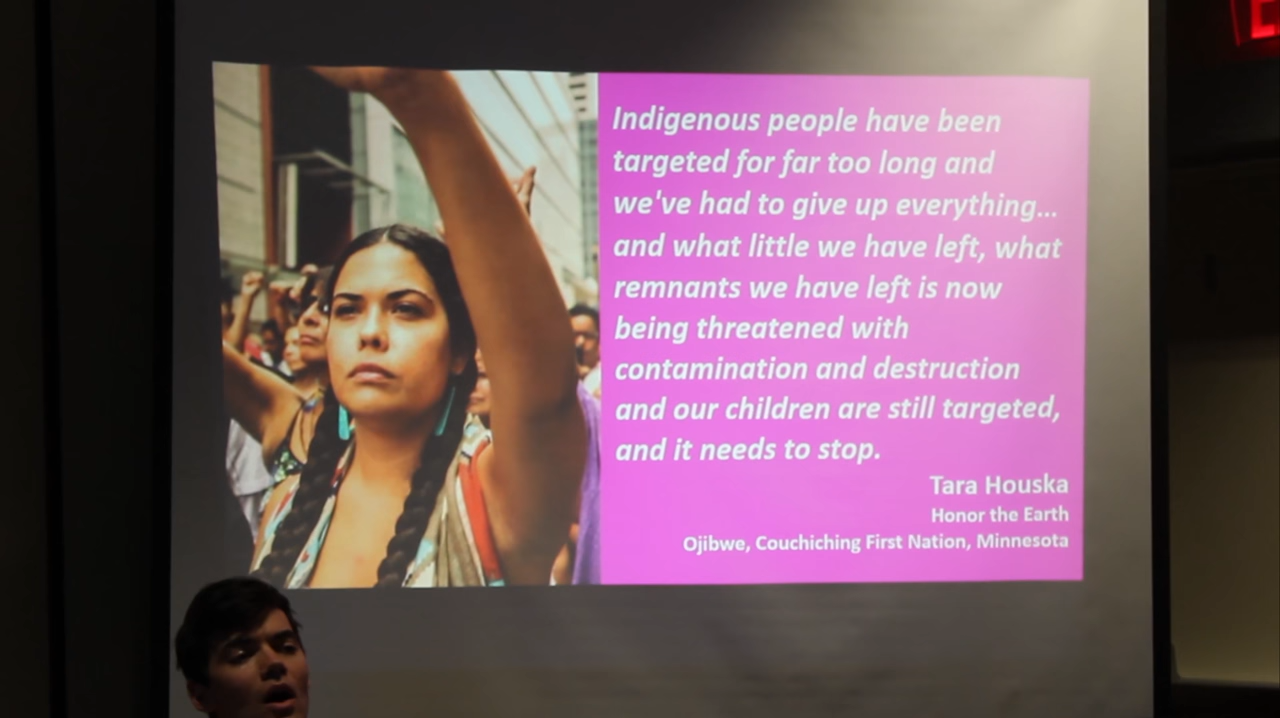 Indigenous people have been
targeted for far too long and
we've had to give up everything...
and what little we have left, what
remnants we have left is now
being threatened with
contamination and destruction
and our children are still targeted,
and it needs to stop.
Tara Houska
Honor the Earth
Ojibwe, Couchiching First Nation, Minnesota